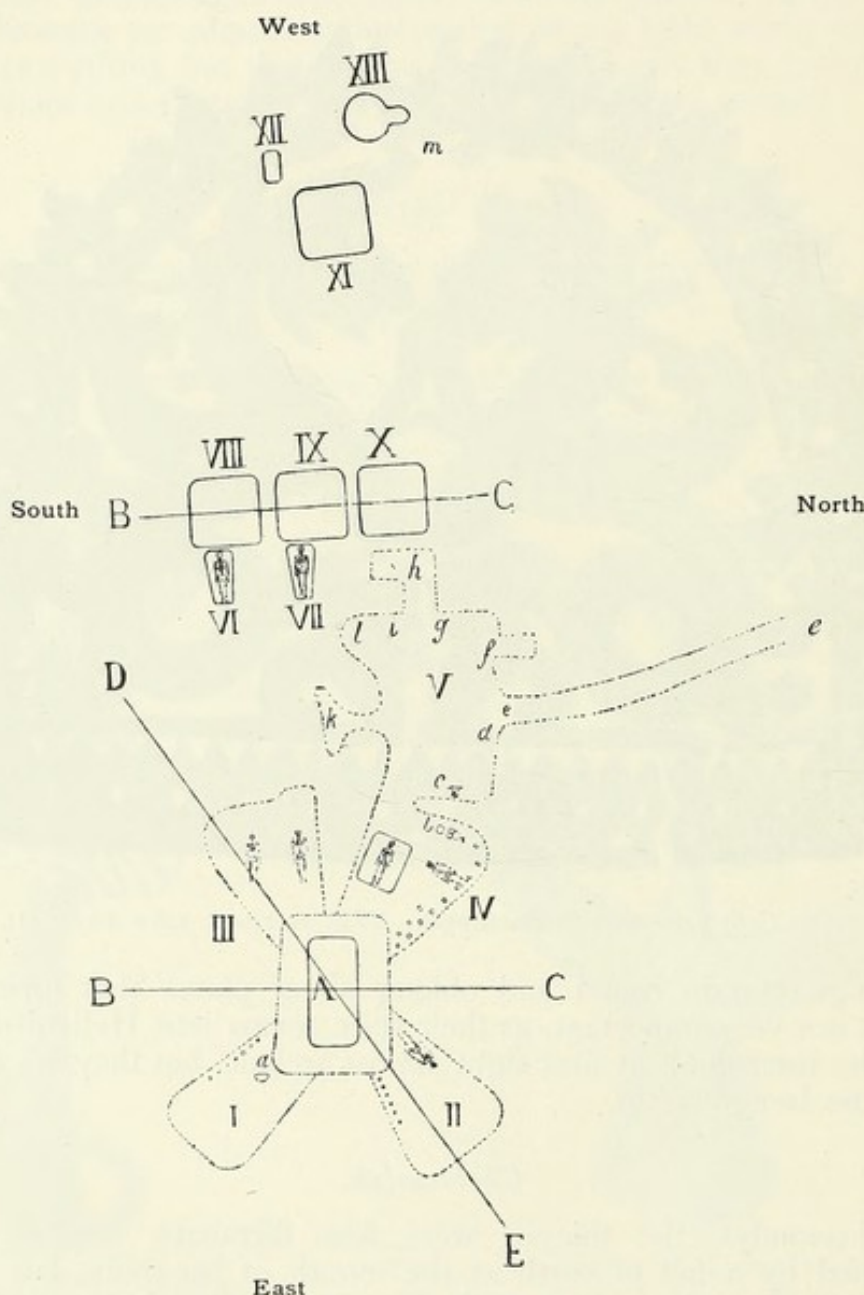 West
XIII
XII
m
XI
VIII IX X
South B C North
h
VI VII
l i g
f
e
V
D
k
e
d
c
b
IV
III
B A C
a
I II
E
East